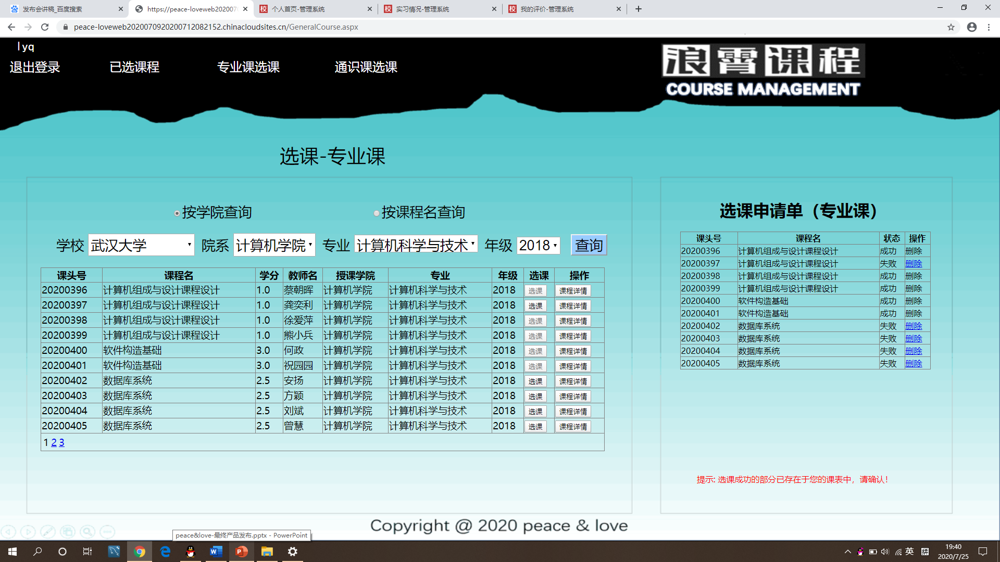 发布会讲稿_百度搜索
https://peace-loveweb202007
个人首页-管理系统
实习情况-管理系统
我的评价-管理系统
peace-loveweb2020070920200712082152.chinacloudsites.cn/GeneralCourse.aspx
lyq
退出登录 已选课程 专业课选课 通识课选课
浪霄课程
COURSE MANAGEMENT
选课-专业课
按学院查询 按课程名查询
学校 武汉大学 院系 计算机学院 专业 计算机科学与技术 年级 2018 查询
课头号 课程名 学分 教师名 授课学院 专业 年级 选课 操作
20200396 计算机组成与设计课程设计 1.0 蔡朝晖 计算机学院 计算机科学与技术 2018 选课 课程详情
20200397 计算机组成与设计课程设计 1.0 龚奕利 计算机学院 计算机科学与技术 2018 选课 课程详情
20200398 计算机组成与设计课程设计 1.0 徐爱萍 计算机学院 计算机科学与技术 2018 选课 课程详情
20200399 计算机组成与设计课程设计 1.0 熊小兵 计算机学院 计算机科学与技术 2018 选课 课程详情
20200400 软件构造基础 3.0 何政 计算机学院 计算机科学与技术 2018 选课 课程详情
20200401 软件构造基础 3.0 祝园园 计算机学院 计算机科学与技术 2018 选课 课程详情
20200402 数据库系统 2.5 安扬 计算机学院 计算机科学与技术 2018 选课 课程详情
20200403 数据库系统 2.5 方颖 计算机学院 计算机科学与技术 2018 选课 课程详情
20200404 数据库系统 2.5 刘斌 计算机学院 计算机科学与技术 2018 选课 课程详情
20200405 数据库系统 2.5 曾慧 计算机学院 计算机科学与技术 2018 选课 课程详情
1 2 3
选课申请单（专业课）
课头号 课程名 状态 操作
20200396 计算机组成与设计课程设计 成功 删除
20200397 计算机组成与设计课程设计 失败 删除
20200398 计算机组成与设计课程设计 成功 删除
20200399 计算机组成与设计课程设计 成功 删除
20200400 软件构造基础 成功 删除
20200401 软件构造基础 成功 删除
20200402 数据库系统 失败 删除
20200403 数据库系统 失败 删除
20200404 数据库系统 失败 删除
20200405 数据库系统 失败 删除
提示: 选课成功的部分已存在于您的课表中，请确认！
Copyright @ 2020 peace & love
peace&love-最终产品发布.pptx - PowerPoint
英 拼
19:40
2020/7/25